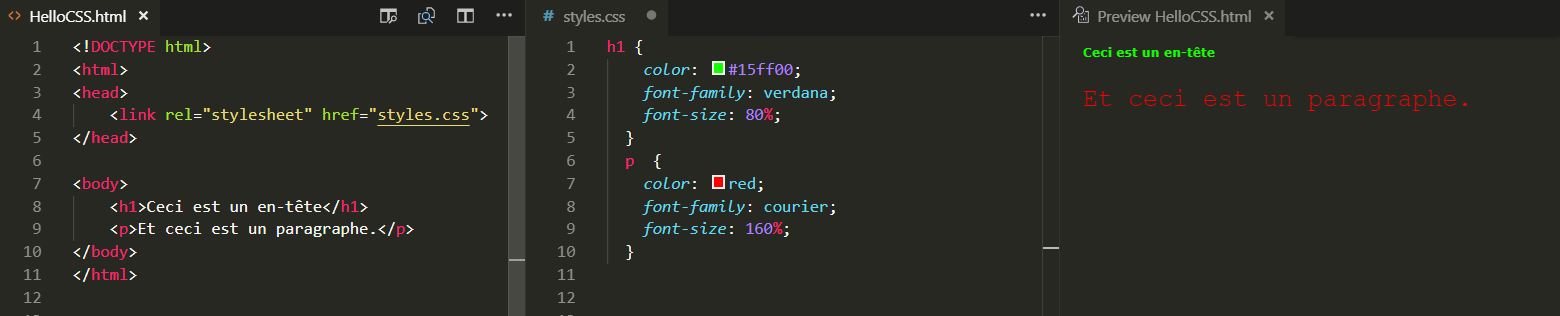 <> HelloCSS.html ×
1 <!DOCTYPE html>
2 <html>
3 <head>
4 <link rel="stylesheet" href="styles.css">
5 </head>
6
7 <body>
8 <h1>Ceci est un en-tête</h1>
9 <p>Et ceci est un paragraphe.</p>
10 </body>
11 </html>
12
# styles.css ●
1 h1 {
2 color: #15ff00;
3 font-family: verdana;
4 font-size: 80%;
5 }
6 p {
7 color: red;
8 font-family: courier;
9 font-size: 160%;
10 }
11
12
Preview HelloCSS.html ×
Ceci est un en-tête
Et ceci est un paragraphe.